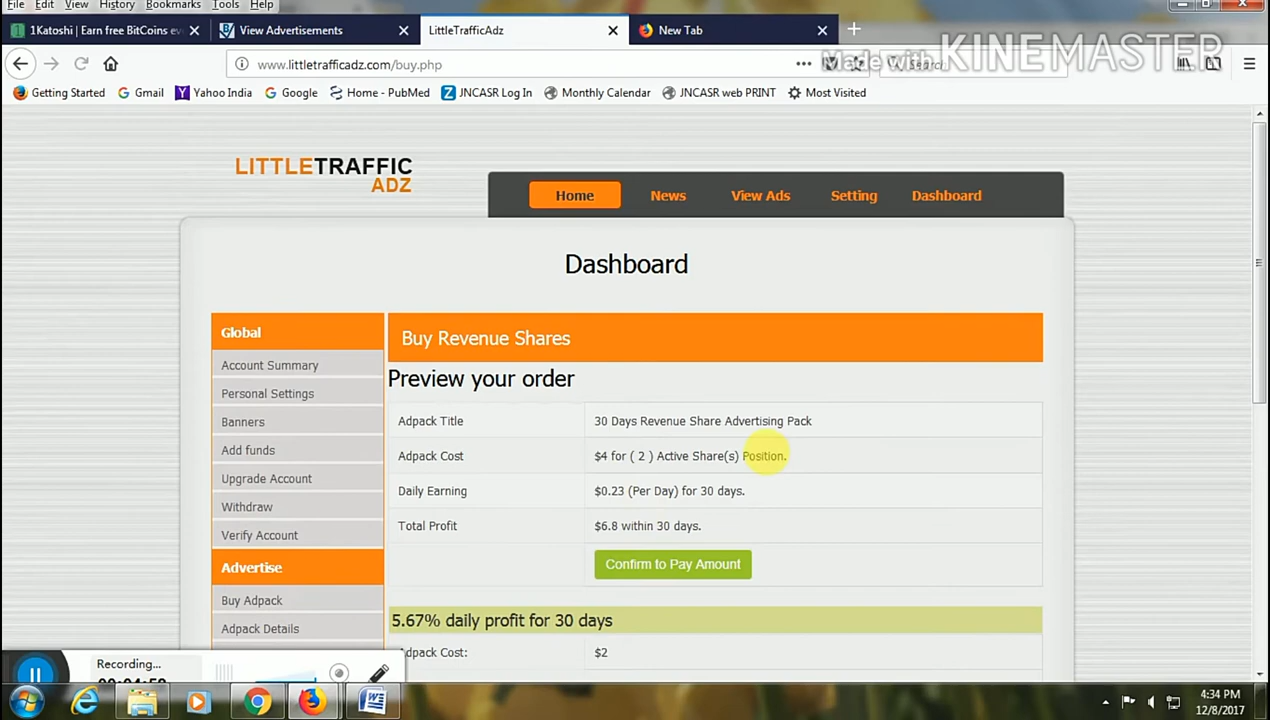 File Edit View History Bookmarks Tools Help
1Katoshi | Earn free BitCoins eve
View Advertisements
LittleTrafficAdz
New Tab
Made with KINEMASTER
www.littletrafficadz.com/buy.php
Search
Getting Started Gmail Yahoo India Google Home - PubMed JNCASR Log In Monthly Calendar JNCASR web PRINT Most Visited
LITTLETRAFFIC
ADZ
Home News View Ads Setting Dashboard
Dashboard
Global
Account Summary
Personal Settings
Banners
Add funds
Upgrade Account
Withdraw
Verify Account
Advertise
Buy Adpack
Adpack Details
Buy Revenue Shares
Preview your order
Adpack Title 30 Days Revenue Share Advertising Pack
Adpack Cost $4 for ( 2 ) Active Share(s) Position.
Daily Earning $0.23 (Per Day) for 30 days.
Total Profit $6.8 within 30 days.
Confirm to Pay Amount
5.67% daily profit for 30 days
Adpack Cost: $2
Recording...
4:34 PM
12/8/2017